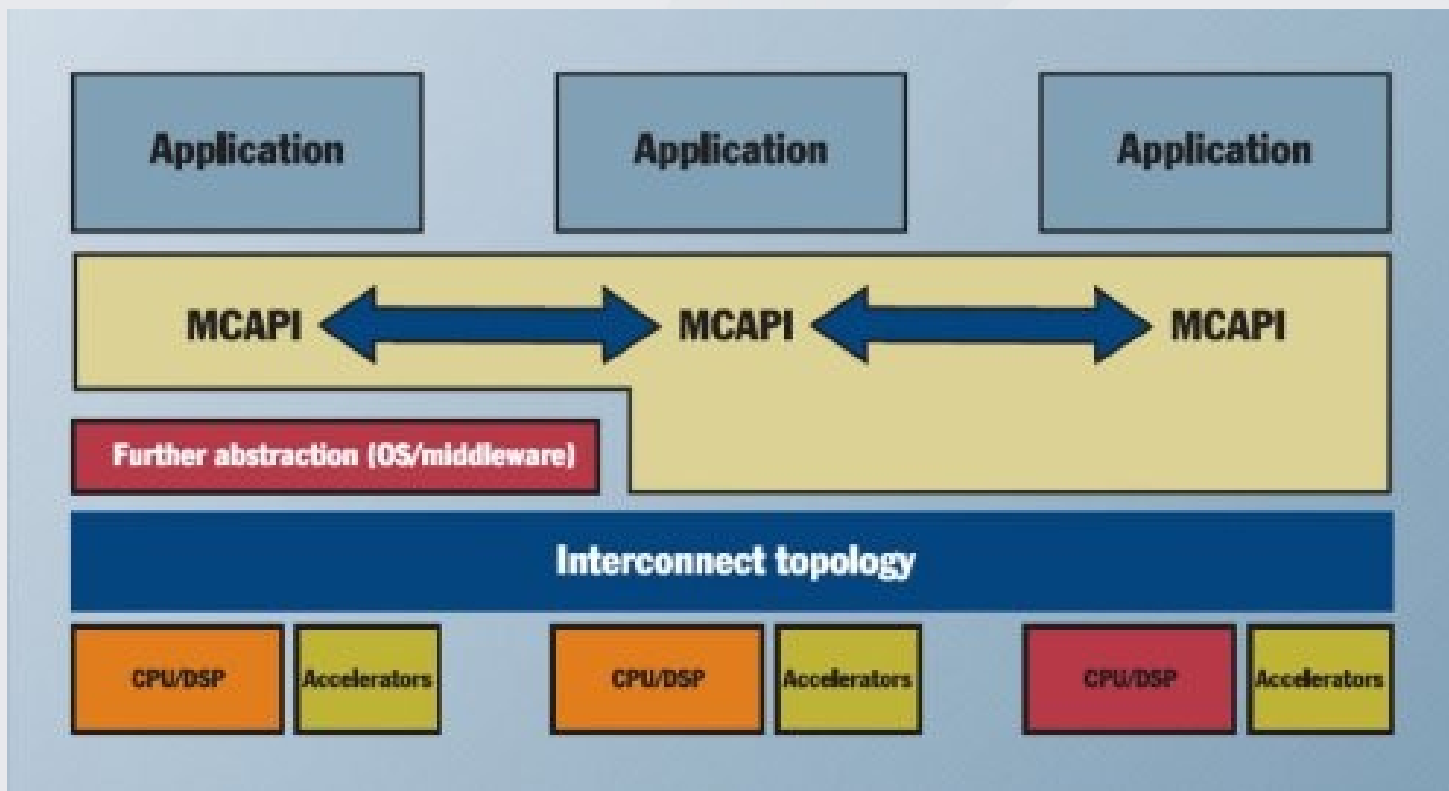 Application
Application
Application
MCAPI
MCAPI
MCAPI
Further abstraction (OS/middleware)
Interconnect topology
CPU/DSP
Accelerators
CPU/DSP
Accelerators
CPU/DSP
Accelerators